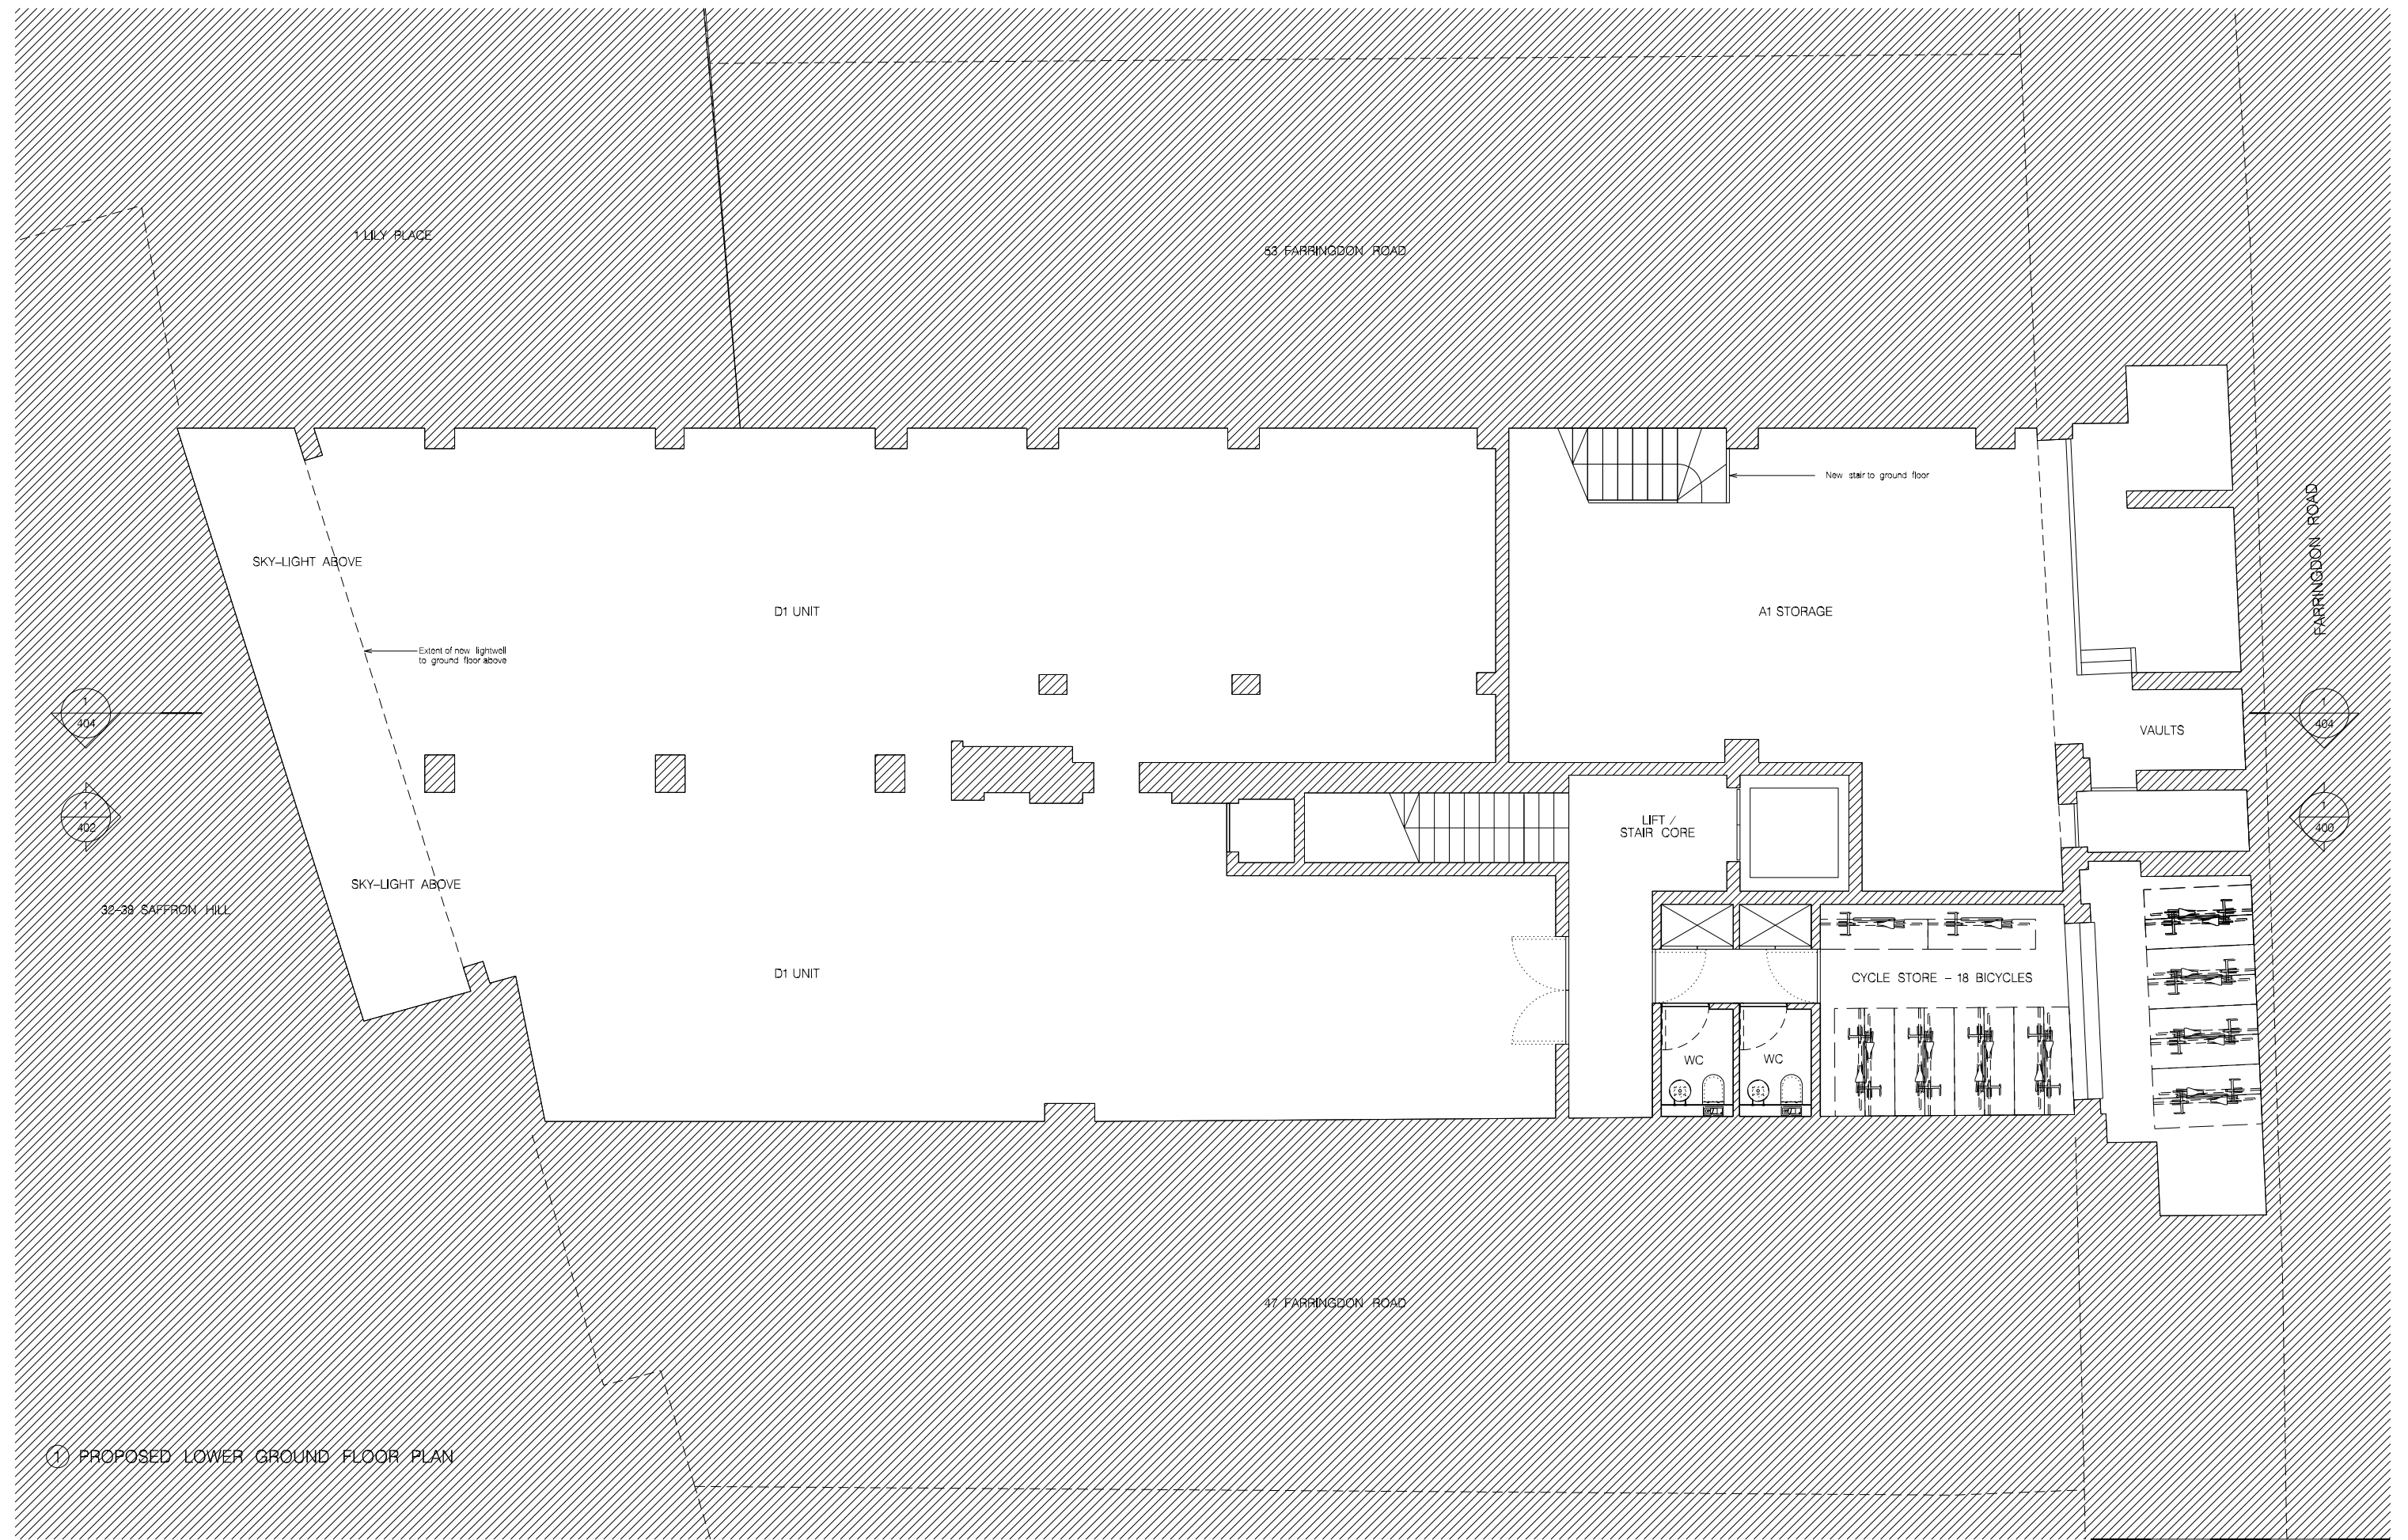 1 LILY PLACE
53 FARRINGDON ROAD
New stair to ground floor
FARRINGDON ROAD
SKY-LIGHT ABOVE
D1 UNIT
A1 STORAGE
Extent of new lightwell
to ground floor above
1
404
1
404
VAULTS
1
402
LIFT /
STAIR CORE
1
400
SKY-LIGHT ABOVE
32-38 SAFFRON HILL
D1 UNIT
CYCLE STORE - 18 BICYCLES
WC
WC
47 FARRINGDON ROAD
1 PROPOSED LOWER GROUND FLOOR PLAN